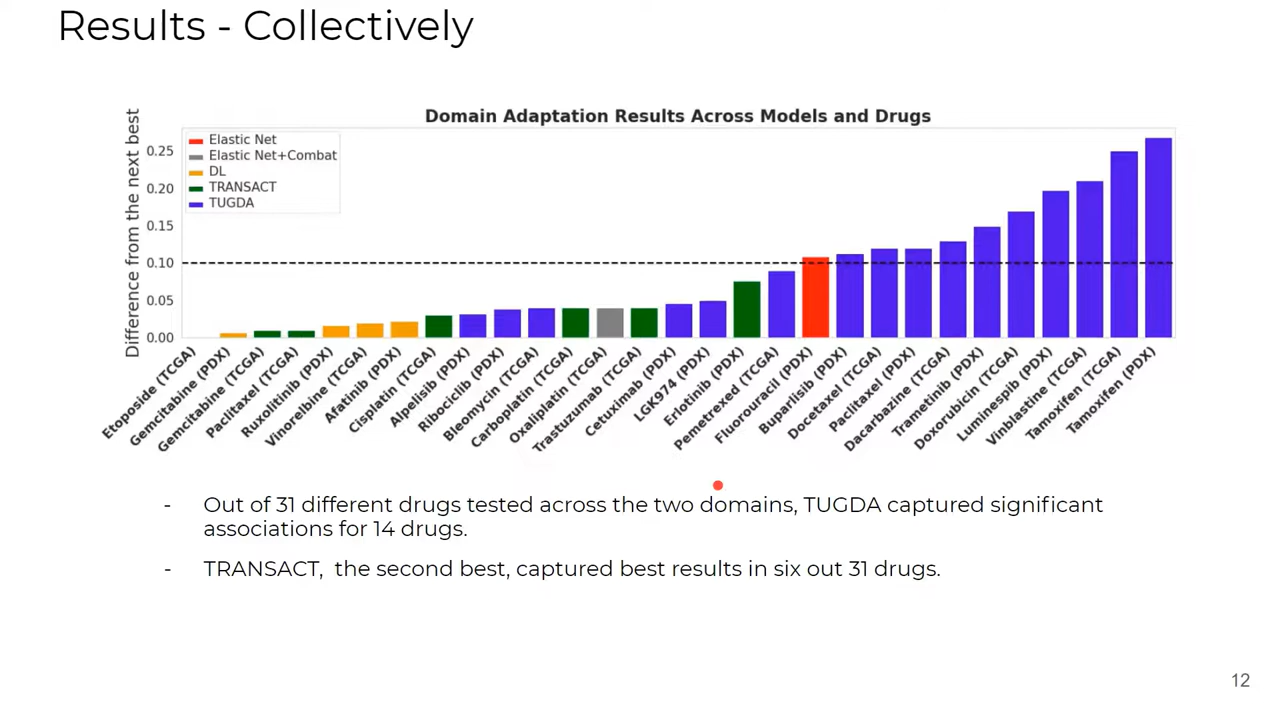 Results - Collectively
Domain Adaptation Results Across Models and Drugs
Difference from the next best
0.25
0.20
0.15
0.10
0.05
0.00
Elastic Net
Elastic Net+Combat
DL
TRANSACT
TUGDA
Etoposide (TCGA)
Gemcitabine (PDX)
Gemcitabine (TCGA)
Paclitaxel (TCGA)
Ruxolitinib (PDX)
Vinorelbine (TCGA)
Afatinib (PDX)
Cisplatin (TCGA)
Alpelisib (PDX)
Ribociclib (PDX)
Bleomycin (TCGA)
Carboplatin (TCGA)
Oxaliplatin (TCGA)
Trastuzumab (TCGA)
Cetuximab (PDX)
LGK974 (PDX)
Erlotinib (PDX)
Pemetrexed (TCGA)
Fluorouracil (PDX)
Buparlisib (PDX)
Docetaxel (TCGA)
Paclitaxel (PDX)
Dacarbazine (TCGA)
Trametinib (PDX)
Doxorubicin (TCGA)
Luminespib (PDX)
Vinblastine (TCGA)
Tamoxifen (TCGA)
Tamoxifen (PDX)
- Out of 31 different drugs tested across the two domains, TUGDA captured significant
associations for 14 drugs.
- TRANSACT, the second best, captured best results in six out 31 drugs.
12